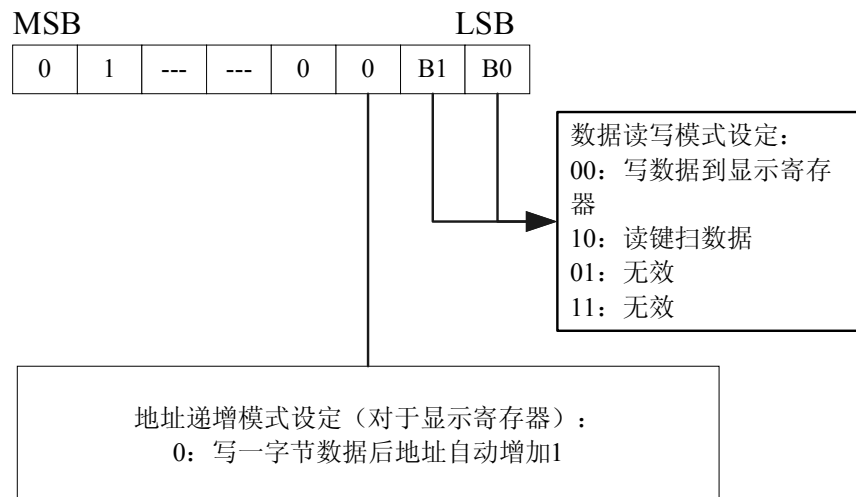 MSB LSB
0 1 --- --- 0 0 B1 B0
数据读写模式设定：
00：写数据到显示寄存
器
10：读键扫数据
01：无效
11：无效
地址递增模式设定（对于显示寄存器）：
0：写一字节数据后地址自动增加1